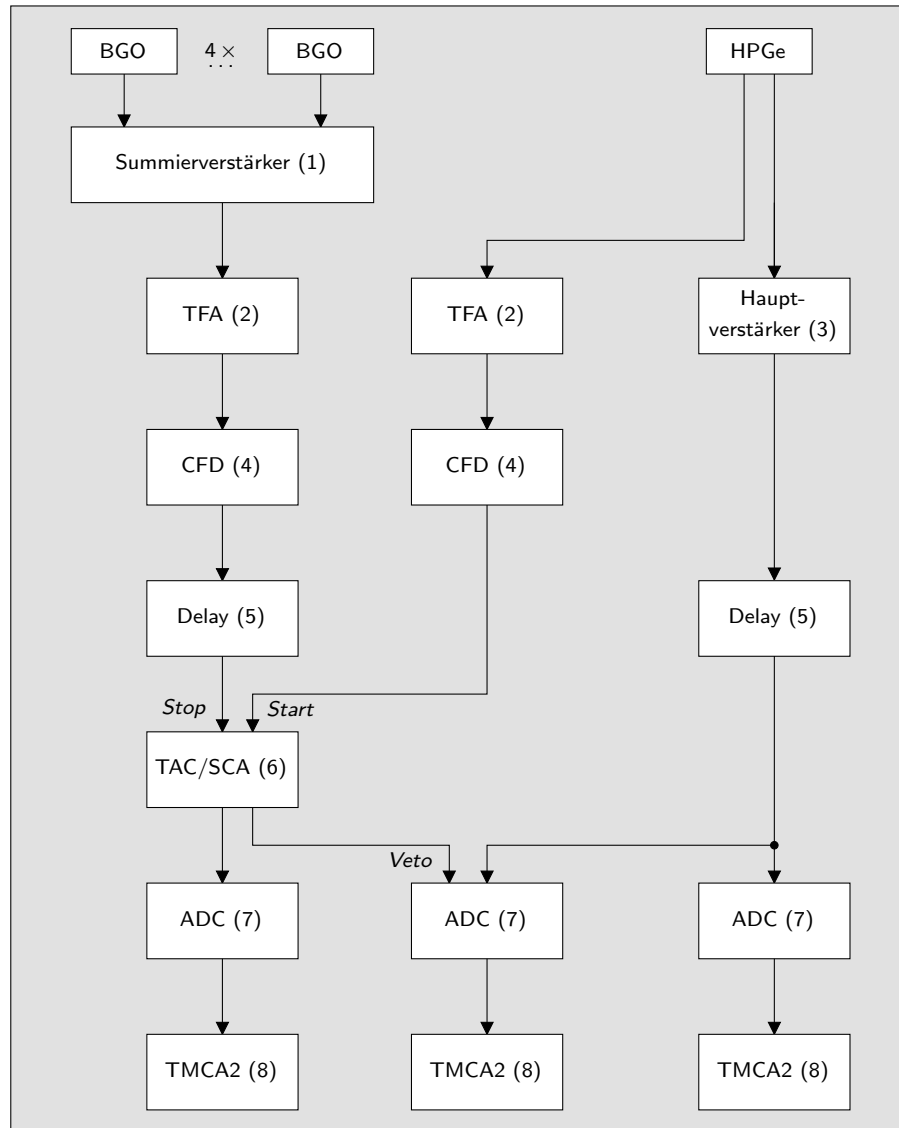 BGO 4 × . . . BGO HPGe
Summierverstärker (1)
TFA (2) TFA (2) Haupt-
verstärker (3)
CFD (4) CFD (4)
Delay (5) Delay (5)
Stop Start
TAC/SCA (6)
Veto
ADC (7) ADC (7) ADC (7)
TMCA2 (8) TMCA2 (8) TMCA2 (8)